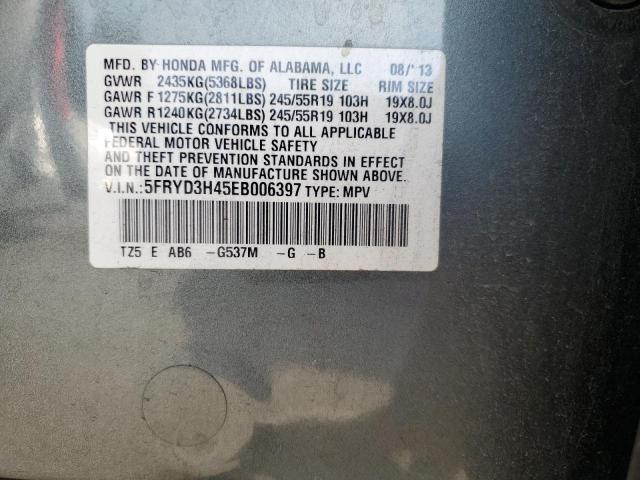 MFD. BY HONDA MFG. OF ALABAMA, LLC 08/'13
GVWR 2435KG(5368LBS) TIRE SIZE RIM SIZE
GAWR F1275KG(2811LBS) 245/55R19 103H 19X8.0J
GAWR R1240KG(2734LBS) 245/55R19 103H 19X8.0J
THIS VEHICLE CONFORMS TO ALL APPLICABLE
FEDERAL MOTOR VEHICLE SAFETY
AND THEFT PREVENTION STANDARDS IN EFFECT
ON THE DATE OF MANUFACTURE SHOWN ABOVE.
V.I.N.:5FRYD3H45EB006397 TYPE: MPV
TZ5 E AB6 -G537M -G -B